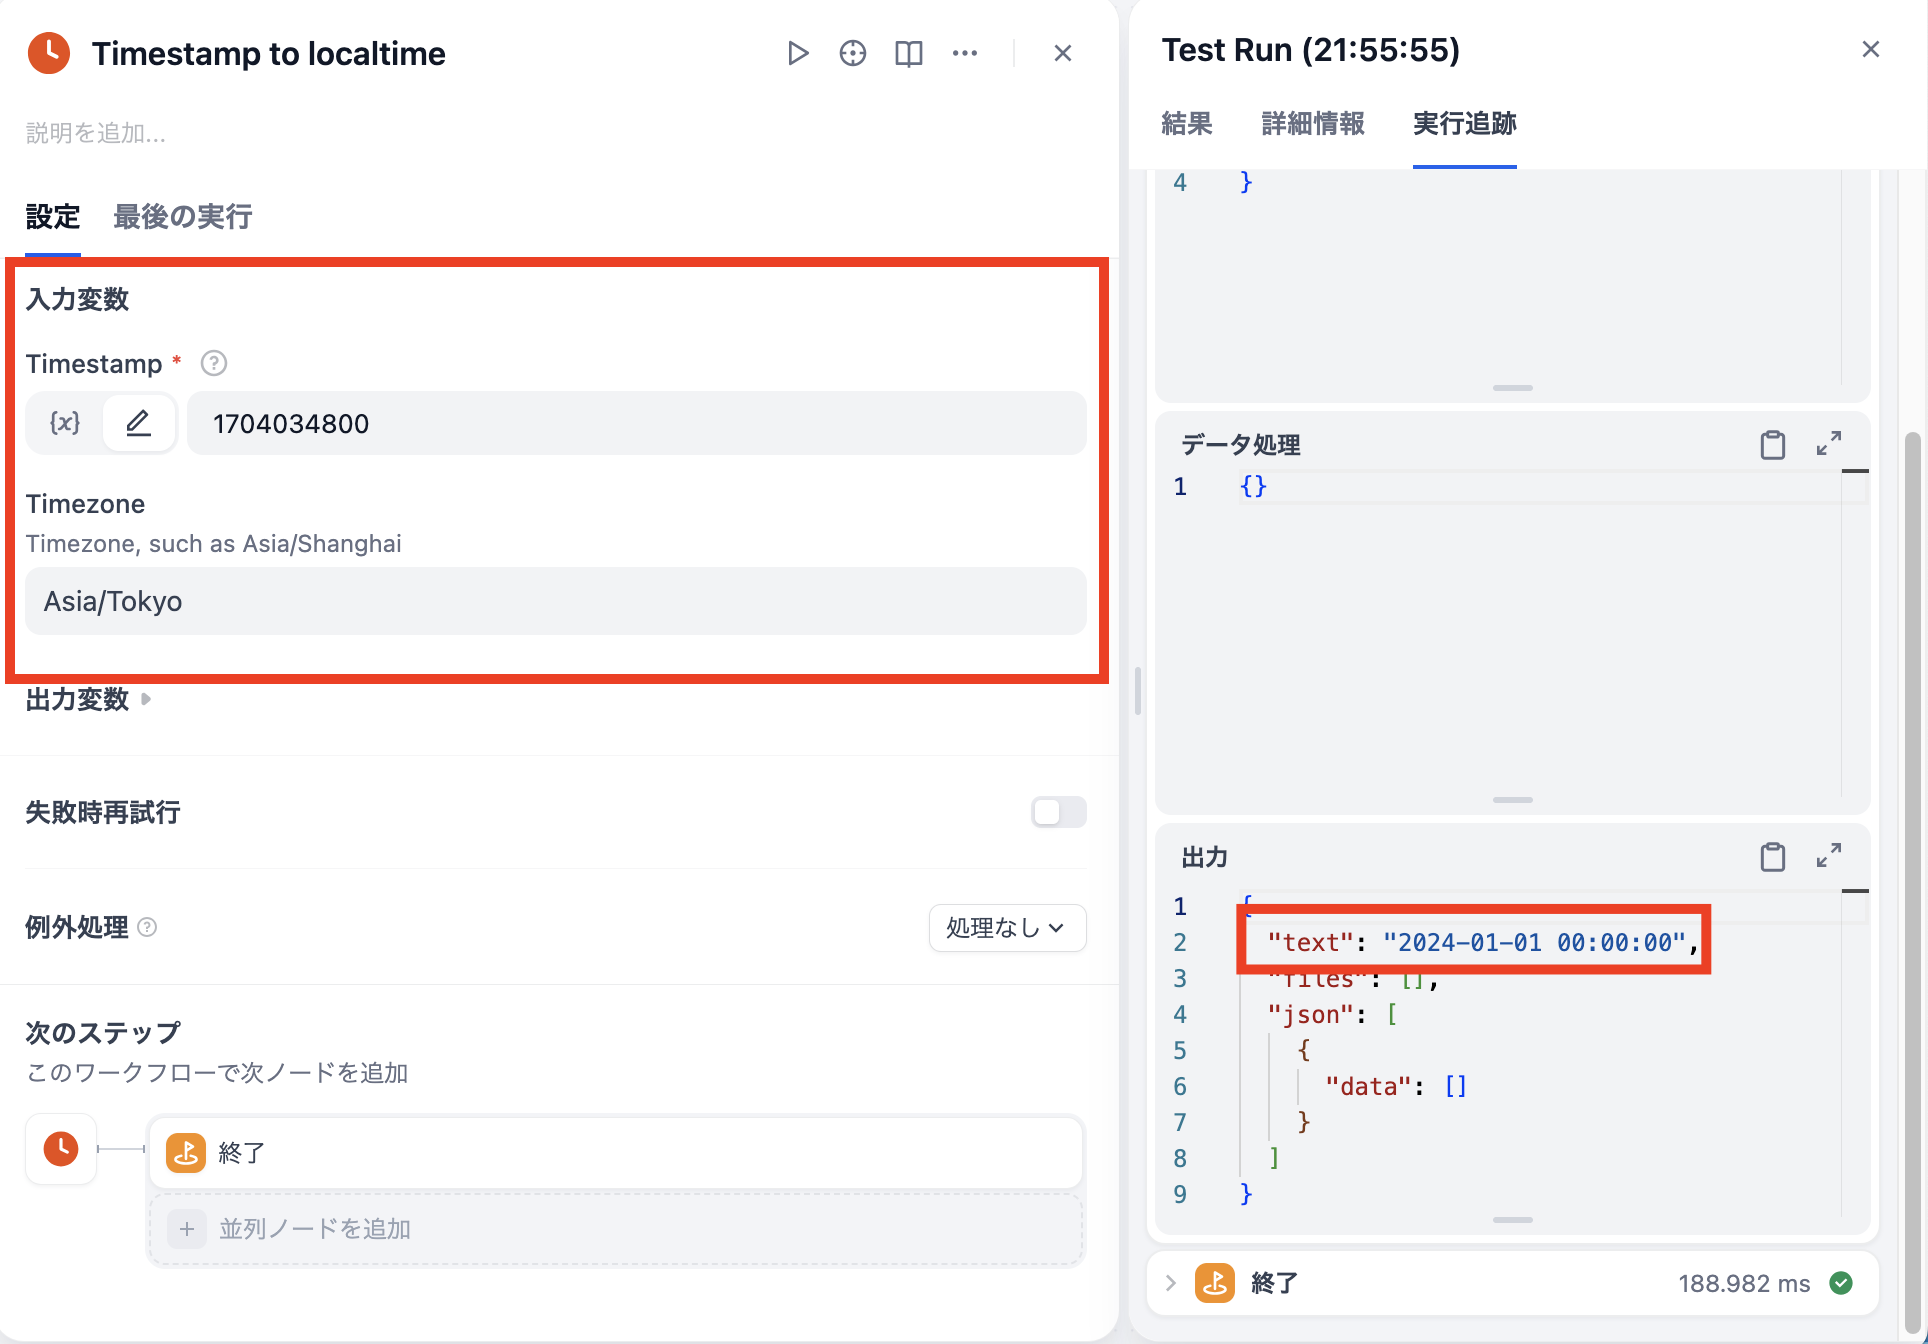 Timestamp to localtime
説明を追加...
設定 最後の実行
入力変数
Timestamp *
{x} 1704034800
Timezone
Timezone, such as Asia/Shanghai
Asia/Tokyo
出力変数
失敗時再試行
例外処理
処理なし
次のステップ
このワークフローで次ノードを追加
終了
+ 並列ノードを追加
Test Run (21:55:55)
結果 詳細情報 実行追跡
4 }
データ処理
1 {}
出力
1 {
2 "text": "2024-01-01 00:00:00",
3 "files": [],
4 "json": [
5 {
6 "data": []
7 }
8 ]
9 }
終了 188.982 ms